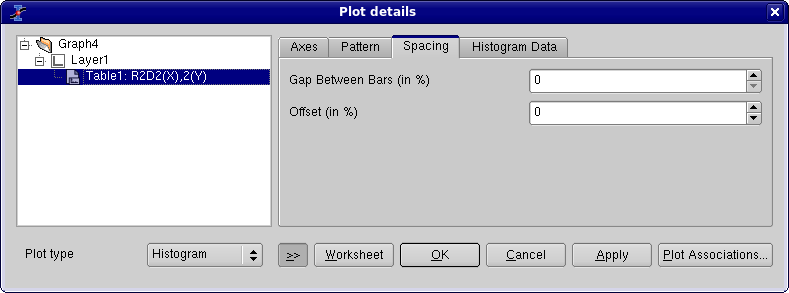 Plot details
Graph4
Layer1
Table1: R2D2(X),2(Y)
Axes Pattern Spacing Histogram Data
Gap Between Bars (in %) 0
Offset (in %) 0
Plot type Histogram >> Worksheet OK Cancel Apply Plot Associations...